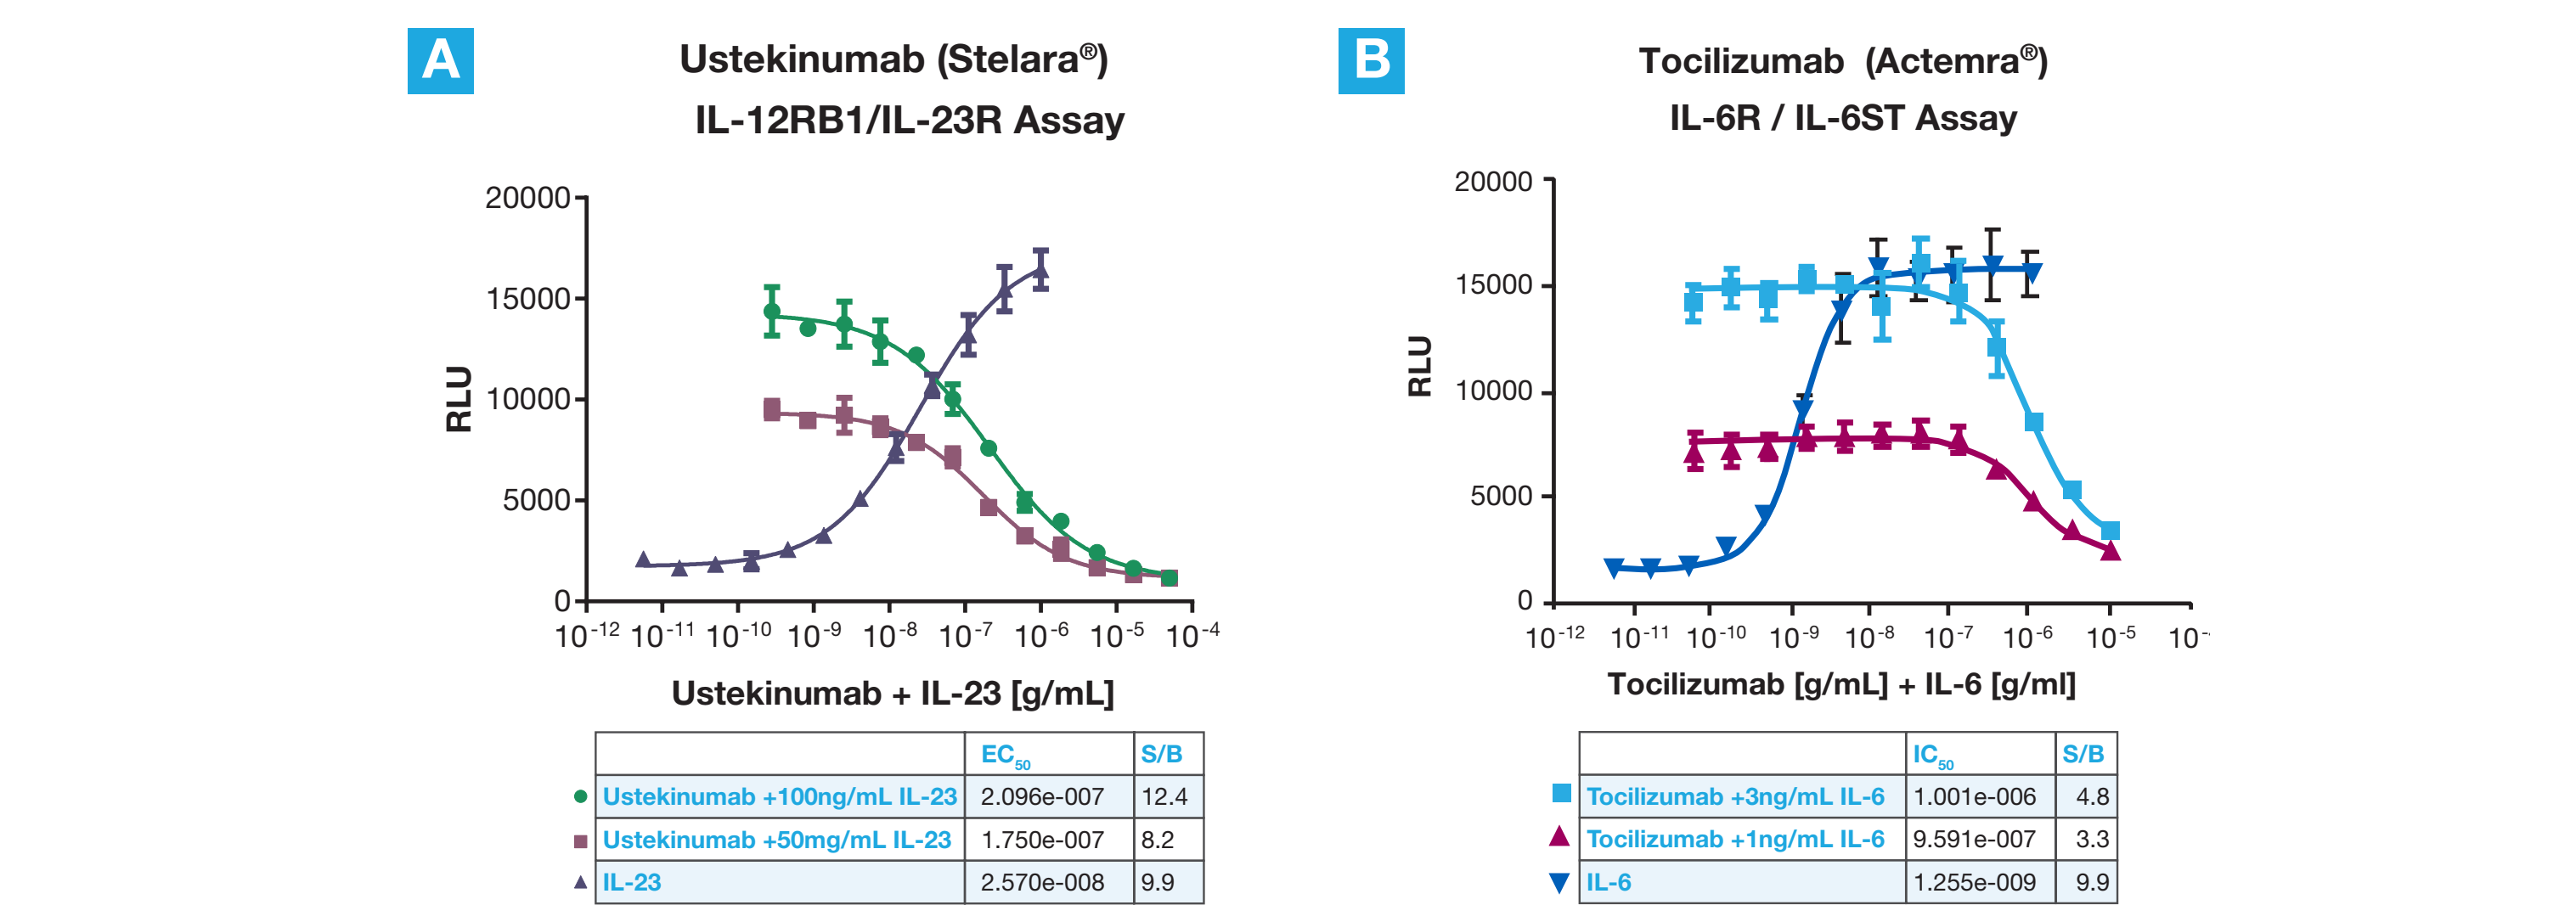 A
Ustekinumab (Stelara®)
IL-12RB1/IL-23R Assay
20000
15000
10000
5000
0
RLU
10-12 10-11 10-10 10-9 10-8 10-7 10-6 10-5 10-4
Ustekinumab + IL-23 [g/mL]
EC50 S/B
Ustekinumab +100ng/mL IL-23 2.096e-007 12.4
Ustekinumab +50mg/mL IL-23 1.750e-007 8.2
IL-23 2.570e-008 9.9
B
Tocilizumab (Actemra®)
IL-6R / IL-6ST Assay
20000
15000
10000
5000
0
RLU
10-12 10-11 10-10 10-9 10-8 10-7 10-6 10-5 10-
Tocilizumab [g/mL] + IL-6 [g/ml]
IC50 S/B
Tocilizumab +3ng/mL IL-6 1.001e-006 4.8
Tocilizumab +1ng/mL IL-6 9.591e-007 3.3
IL-6 1.255e-009 9.9